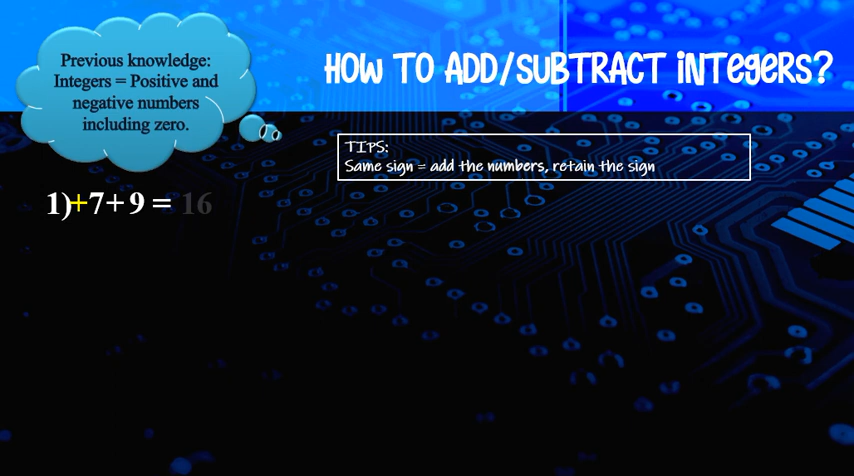 Previous knowledge:
Integers = Positive and
negative numbers
including zero.
HOW TO ADD/SUBTRACT INTEGERS?
TIPS:
Same sign = add the numbers, retain the sign
1)+7+9 = 16